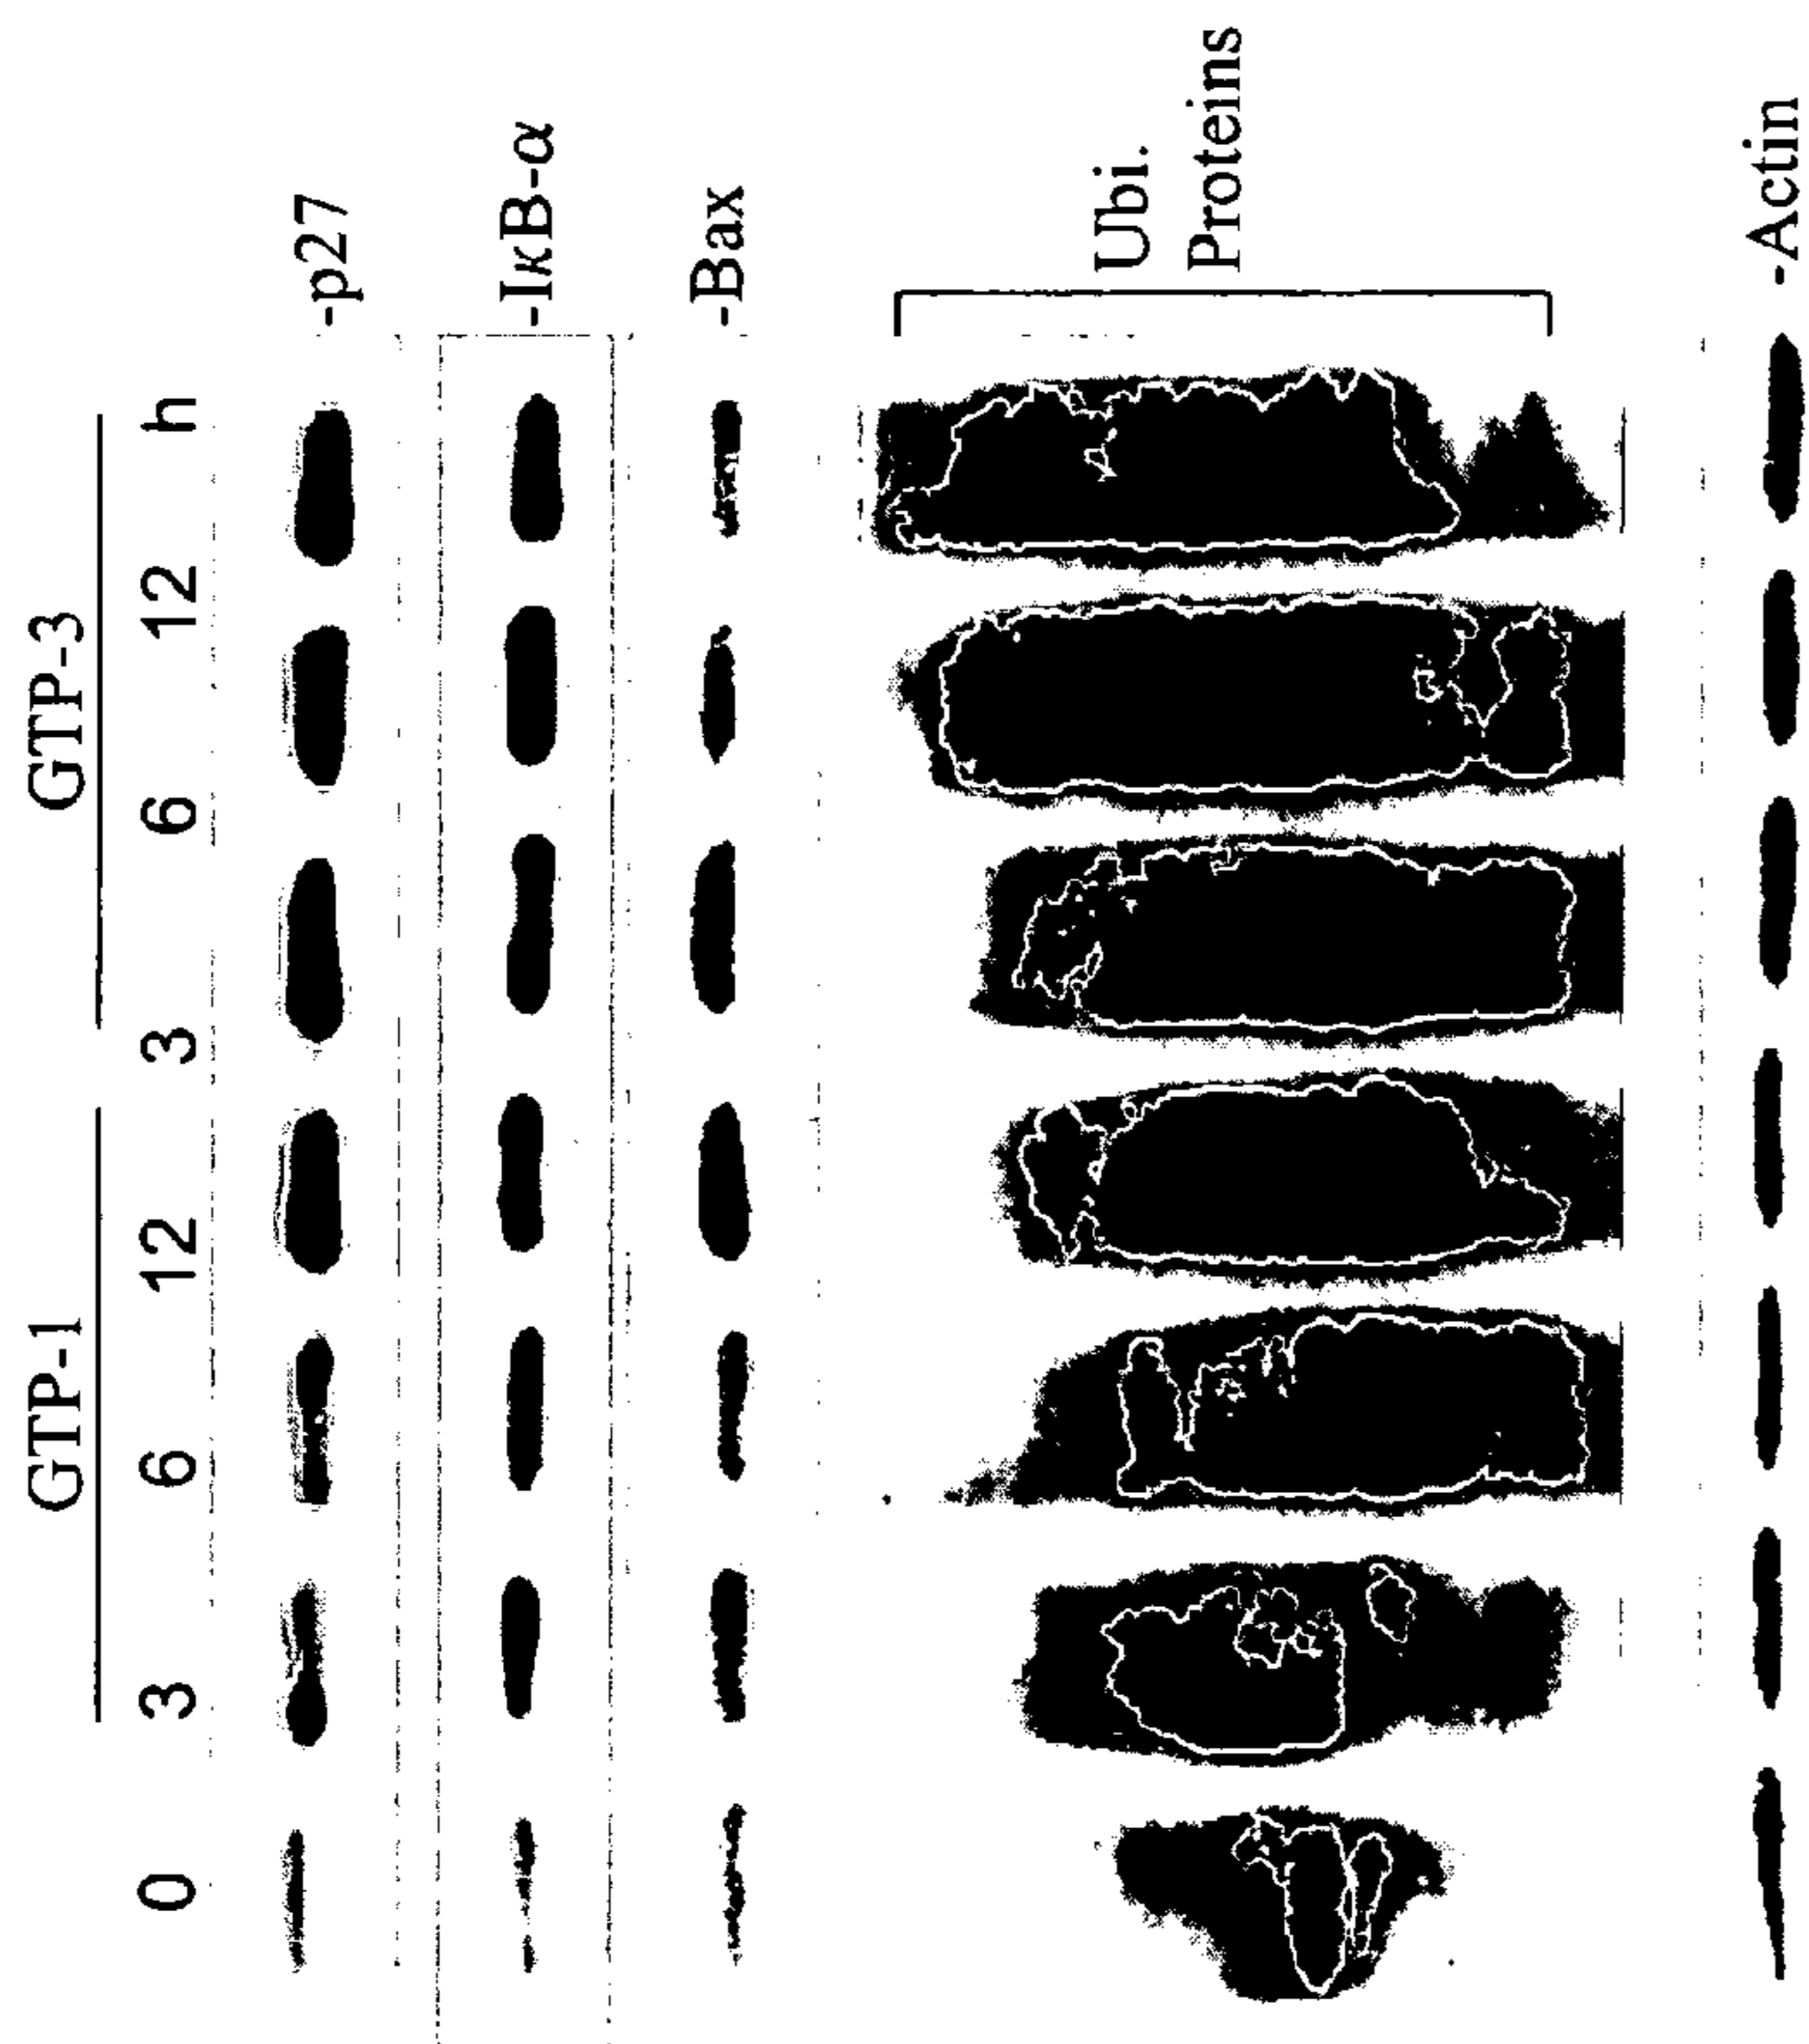 GTP-1 GTP-3
0 3 6 12 3 6 12 h
-p27
-IκB-α
-Bax
Ubi.
Proteins
-Actin